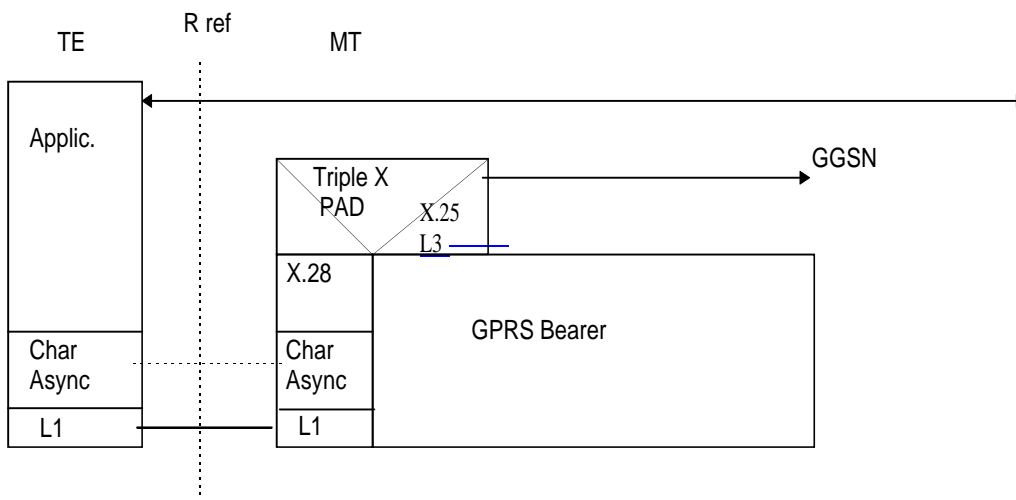 R ref
TE
MT
Applic.
GGSN
Triple X
PAD
X.25
L3
X.28
GPRS Bearer
Char
Async
Char
Async
L1
L1